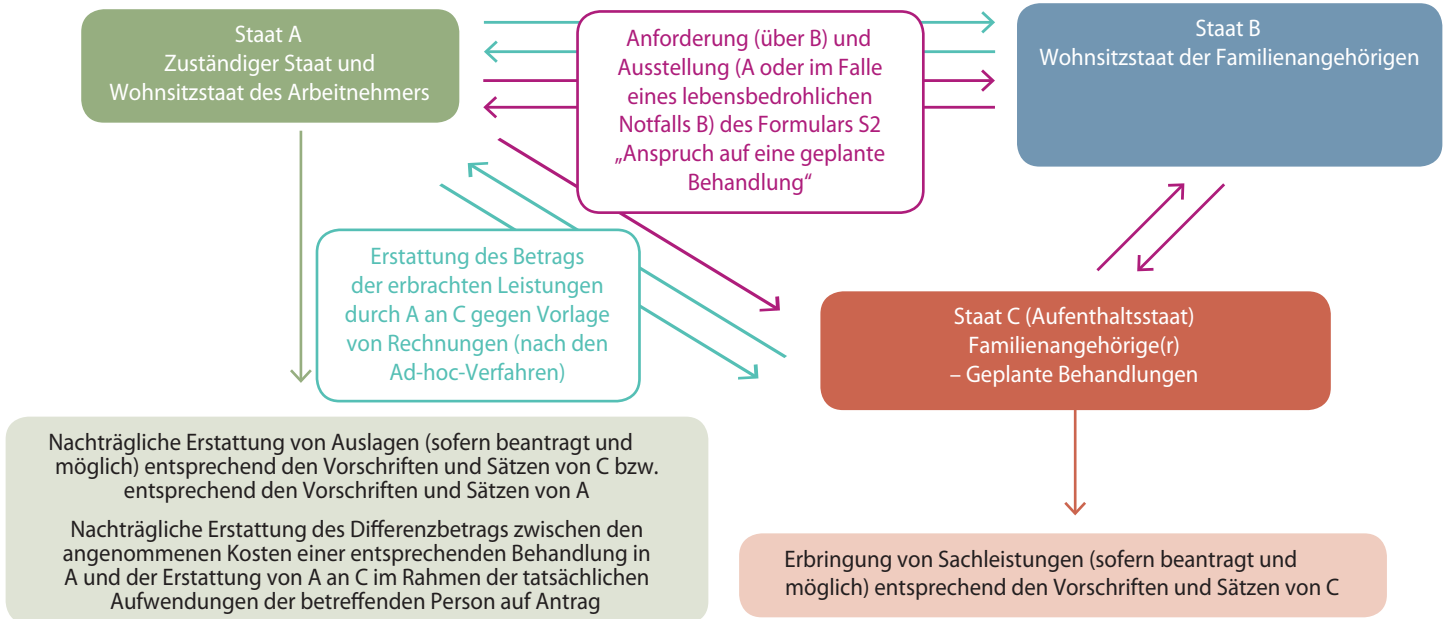 Staat A
Zuständiger Staat und
Wohnsitzstaat des Arbeitnehmers
Anforderung (über B) und
Ausstellung (A oder im Falle
eines lebensbedrohlichen
Notfalls B) des Formulars S2
„Anspruch auf eine geplante
Behandlung“
Staat B
Wohnsitzstaat der Familienangehörigen
Erstattung des Betrags
der erbrachten Leistungen
durch A an C gegen Vorlage
von Rechnungen (nach den
Ad-hoc-Verfahren)
Staat C (Aufenthaltsstaat)
Familienangehörige(r)
– Geplante Behandlungen
Nachträgliche Erstattung von Auslagen (sofern beantragt und
möglich) entsprechend den Vorschriften und Sätzen von C bzw.
entsprechend den Vorschriften und Sätzen von A
Nachträgliche Erstattung des Differenzbetrags zwischen den
angenommenen Kosten einer entsprechenden Behandlung in
A und der Erstattung von A an C im Rahmen der tatsächlichen
Aufwendungen der betreffenden Person auf Antrag
Erbringung von Sachleistungen (sofern beantragt und
möglich) entsprechend den Vorschriften und Sätzen von C